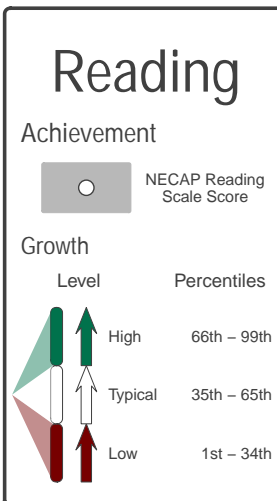 Reading
Achievement
NECAP Reading
Scale Score
Growth
Level Percentiles
High 66th – 99th
Typical 35th – 65th
Low 1st – 34th